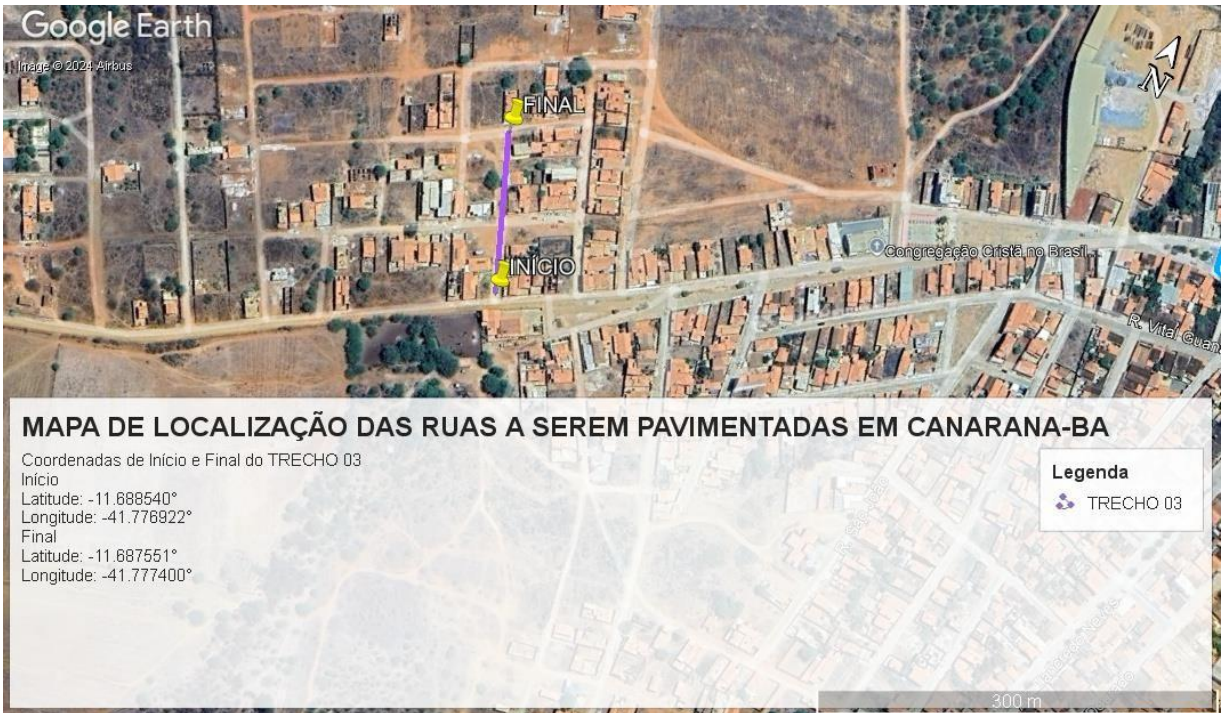 Google Earth
Image © 2024 Airbus
N
FINAL
INÍCIO
Congregação Cristã no Brasil...
R. Vital
MAPA DE LOCALIZAÇÃO DAS RUAS A SEREM PAVIMENTADAS EM CANARANA-BA
Coordenadas de Início e Final do TRECHO 03
Início
Latitude: -11.688540°
Longitude: -41.776922°
Final
Latitude: -11.687551°
Longitude: -41.777400°
Legenda
TRECHO 03
300 m